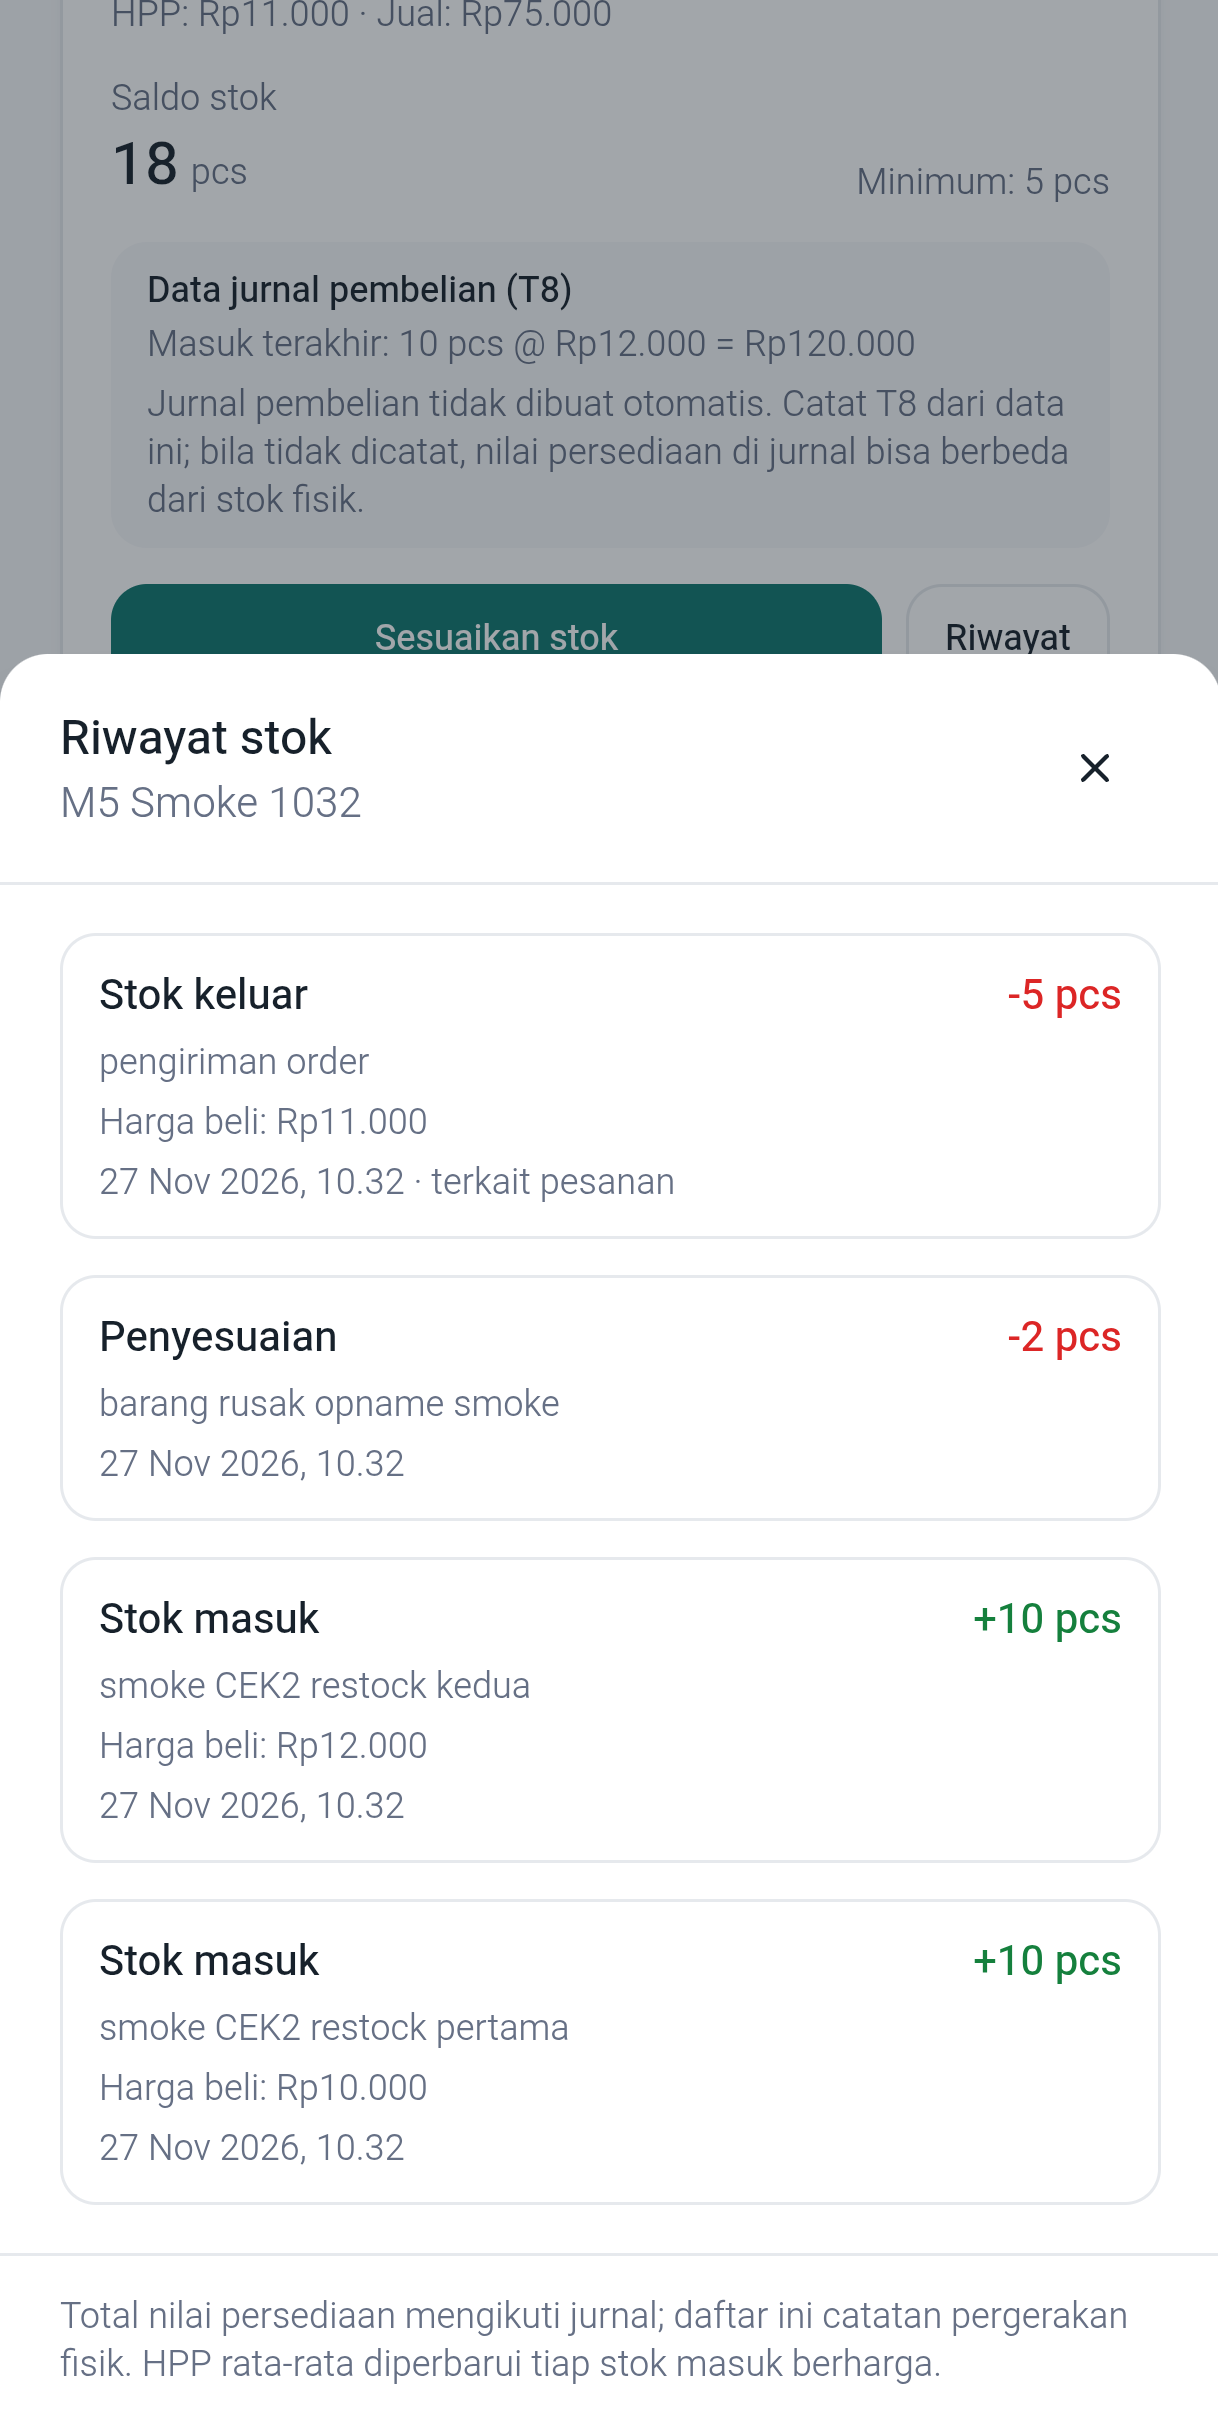 HPP: Rp11.000 · Jual: Rp75.000
Saldo stok
18 pcs
Minimum: 5 pcs
Data jurnal pembelian (T8)
Masuk terakhir: 10 pcs @ Rp12.000 = Rp120.000
Jurnal pembelian tidak dibuat otomatis. Catat T8 dari data
ini; bila tidak dicatat, nilai persediaan di jurnal bisa berbeda
dari stok fisik.
Sesuaikan stok
Riwayat
Riwayat stok
M5 Smoke 1032
Stok keluar
-5 pcs
pengiriman order
Harga beli: Rp11.000
27 Nov 2026, 10.32 · terkait pesanan
Penyesuaian
-2 pcs
barang rusak opname smoke
27 Nov 2026, 10.32
Stok masuk
+10 pcs
smoke CEK2 restock kedua
Harga beli: Rp12.000
27 Nov 2026, 10.32
Stok masuk
+10 pcs
smoke CEK2 restock pertama
Harga beli: Rp10.000
27 Nov 2026, 10.32
Total nilai persediaan mengikuti jurnal; daftar ini catatan pergerakan
fisik. HPP rata-rata diperbarui tiap stok masuk berharga.